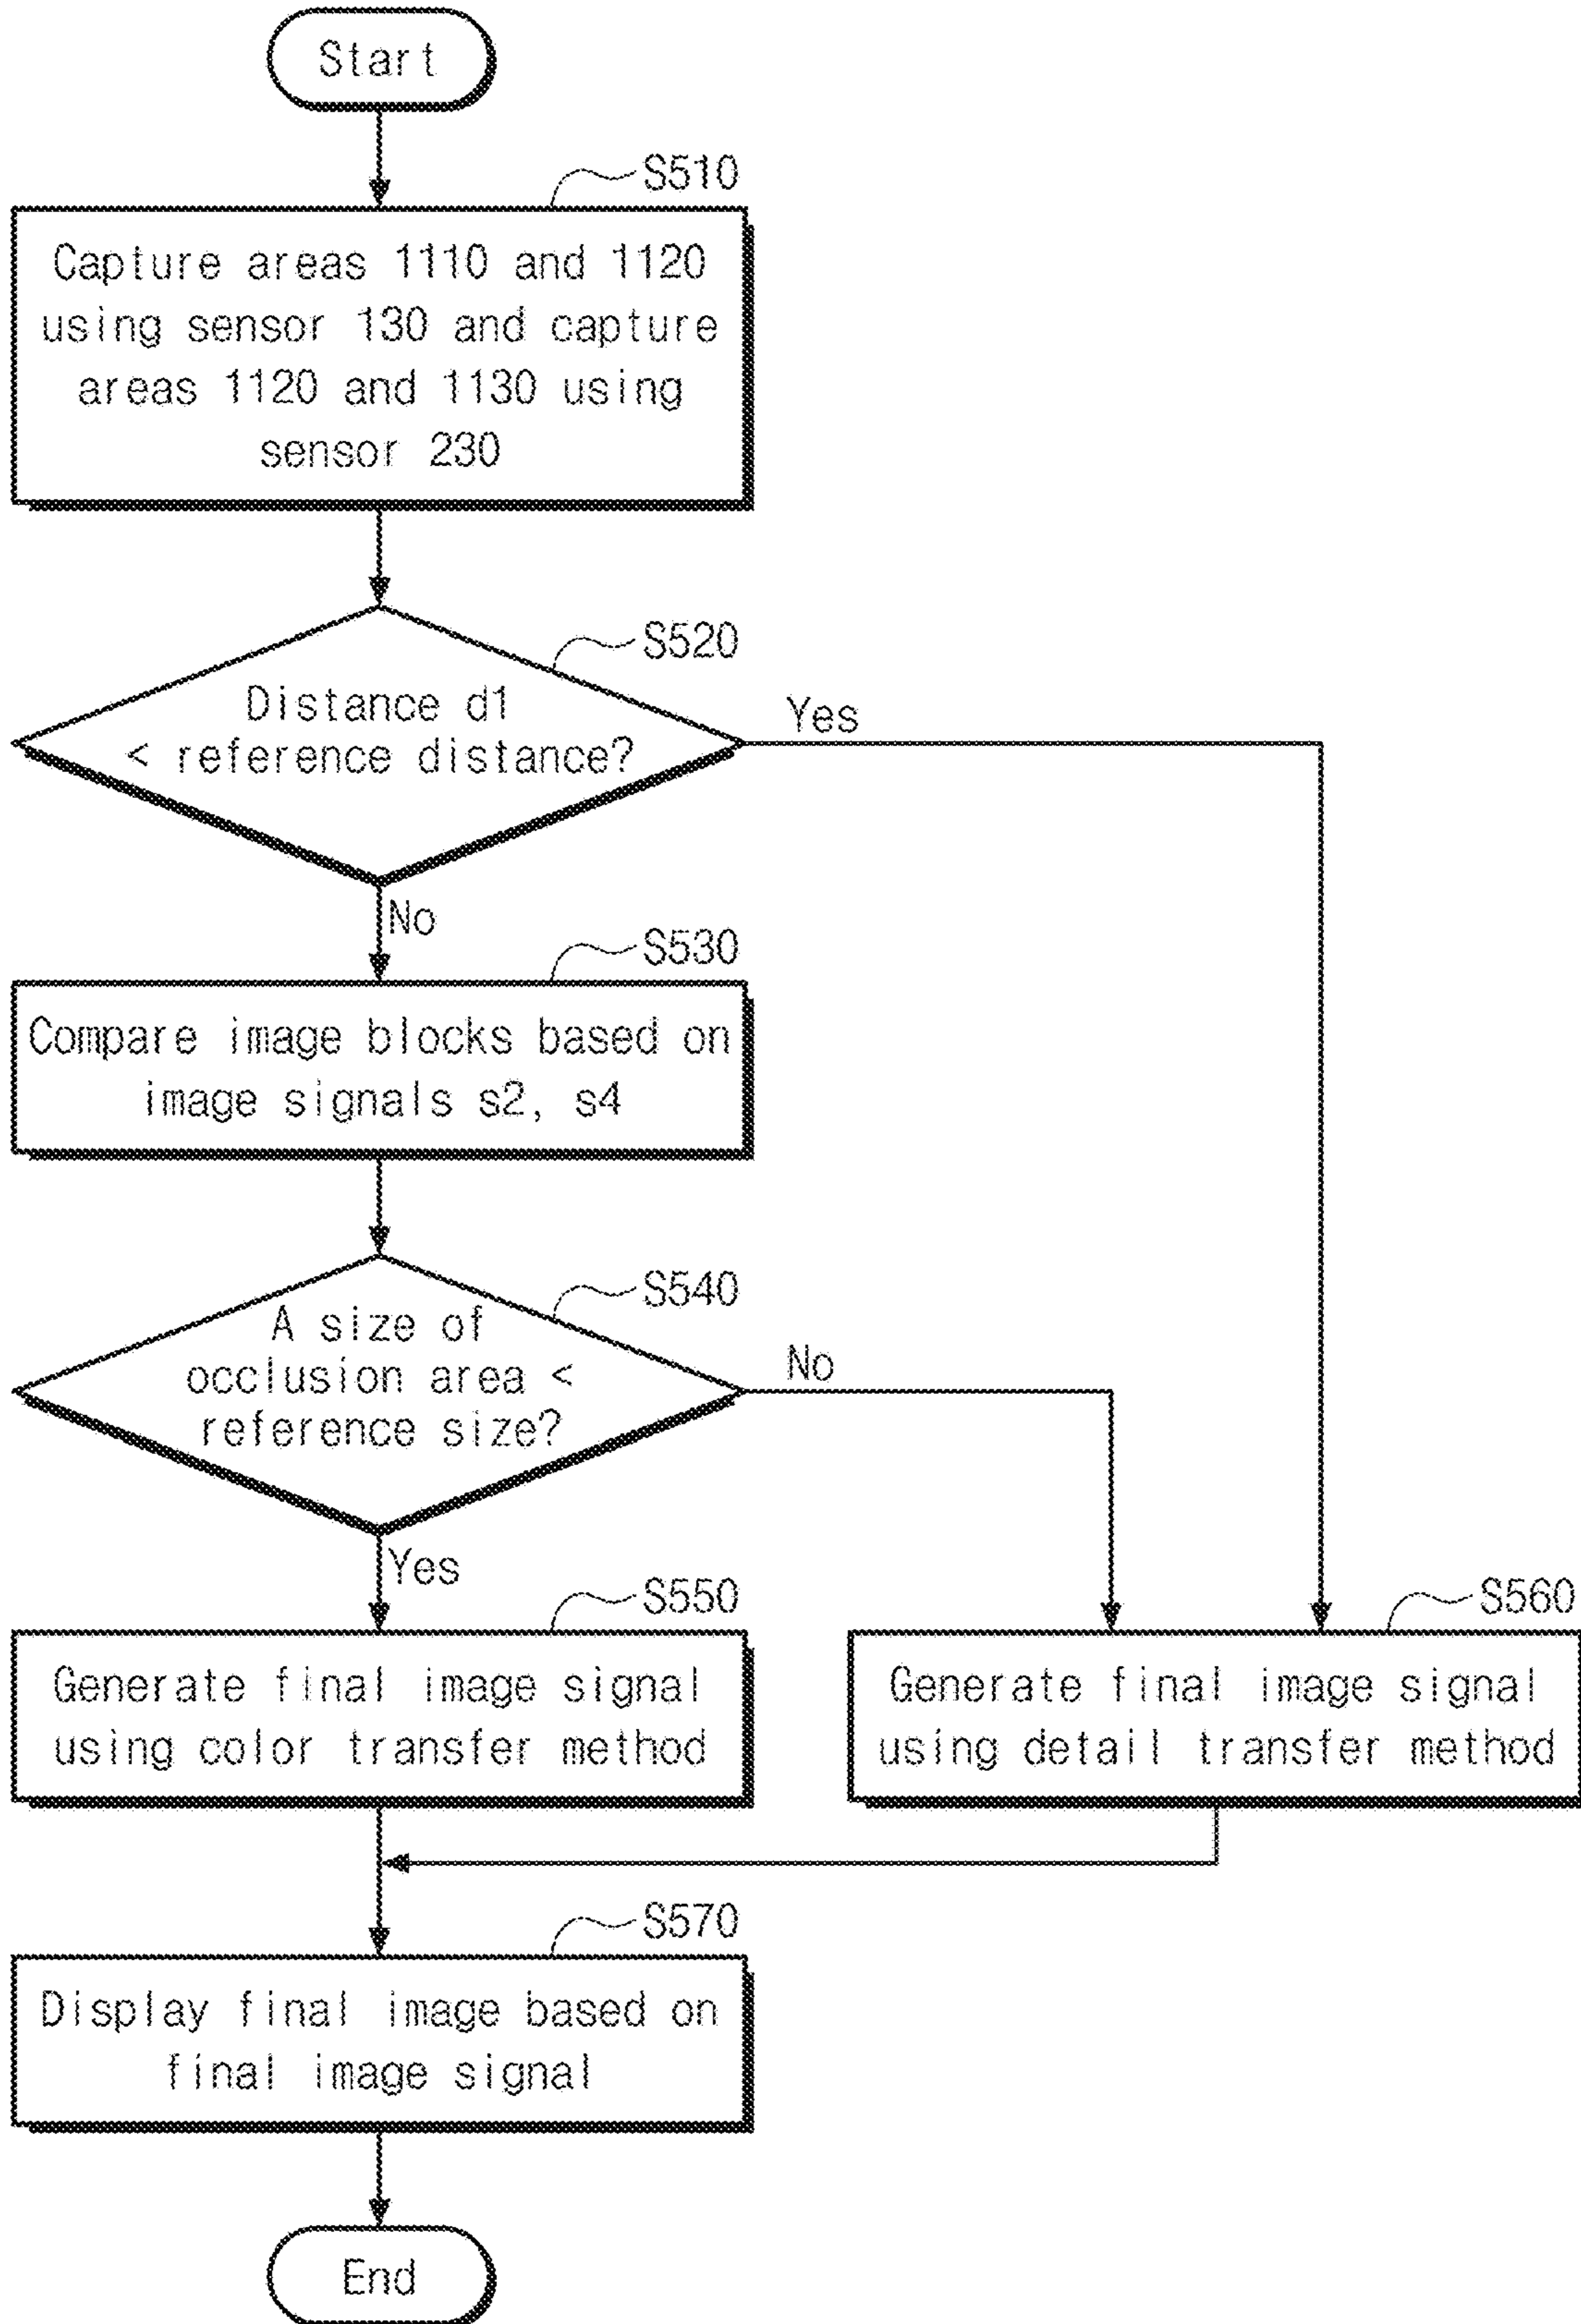 Start
S510
Capture areas 1110 and 1120
using sensor 130 and capture
areas 1120 and 1130 using
sensor 230
S520
Distance d1
< reference distance?
Yes
No
S530
Compare image blocks based on
image signals s2, s4
S540
A size of
occlusion area <
reference size?
No
Yes
S550
Generate final image signal
using color transfer method
S560
Generate final image signal
using detail transfer method
S570
Display final image based on
final image signal
End